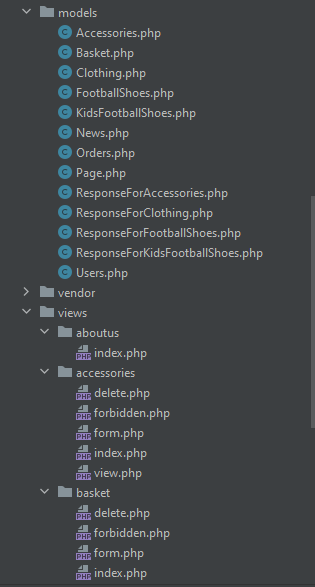 models
Accessories.php
Basket.php
Clothing.php
FootballShoes.php
KidsFootballShoes.php
News.php
Orders.php
Page.php
ResponseForAccessories.php
ResponseForClothing.php
ResponseForFootballShoes.php
ResponseForKidsFootballShoes.php
Users.php
vendor
views
aboutus
index.php
accessories
delete.php
forbidden.php
form.php
index.php
view.php
basket
delete.php
forbidden.php
form.php
index.php